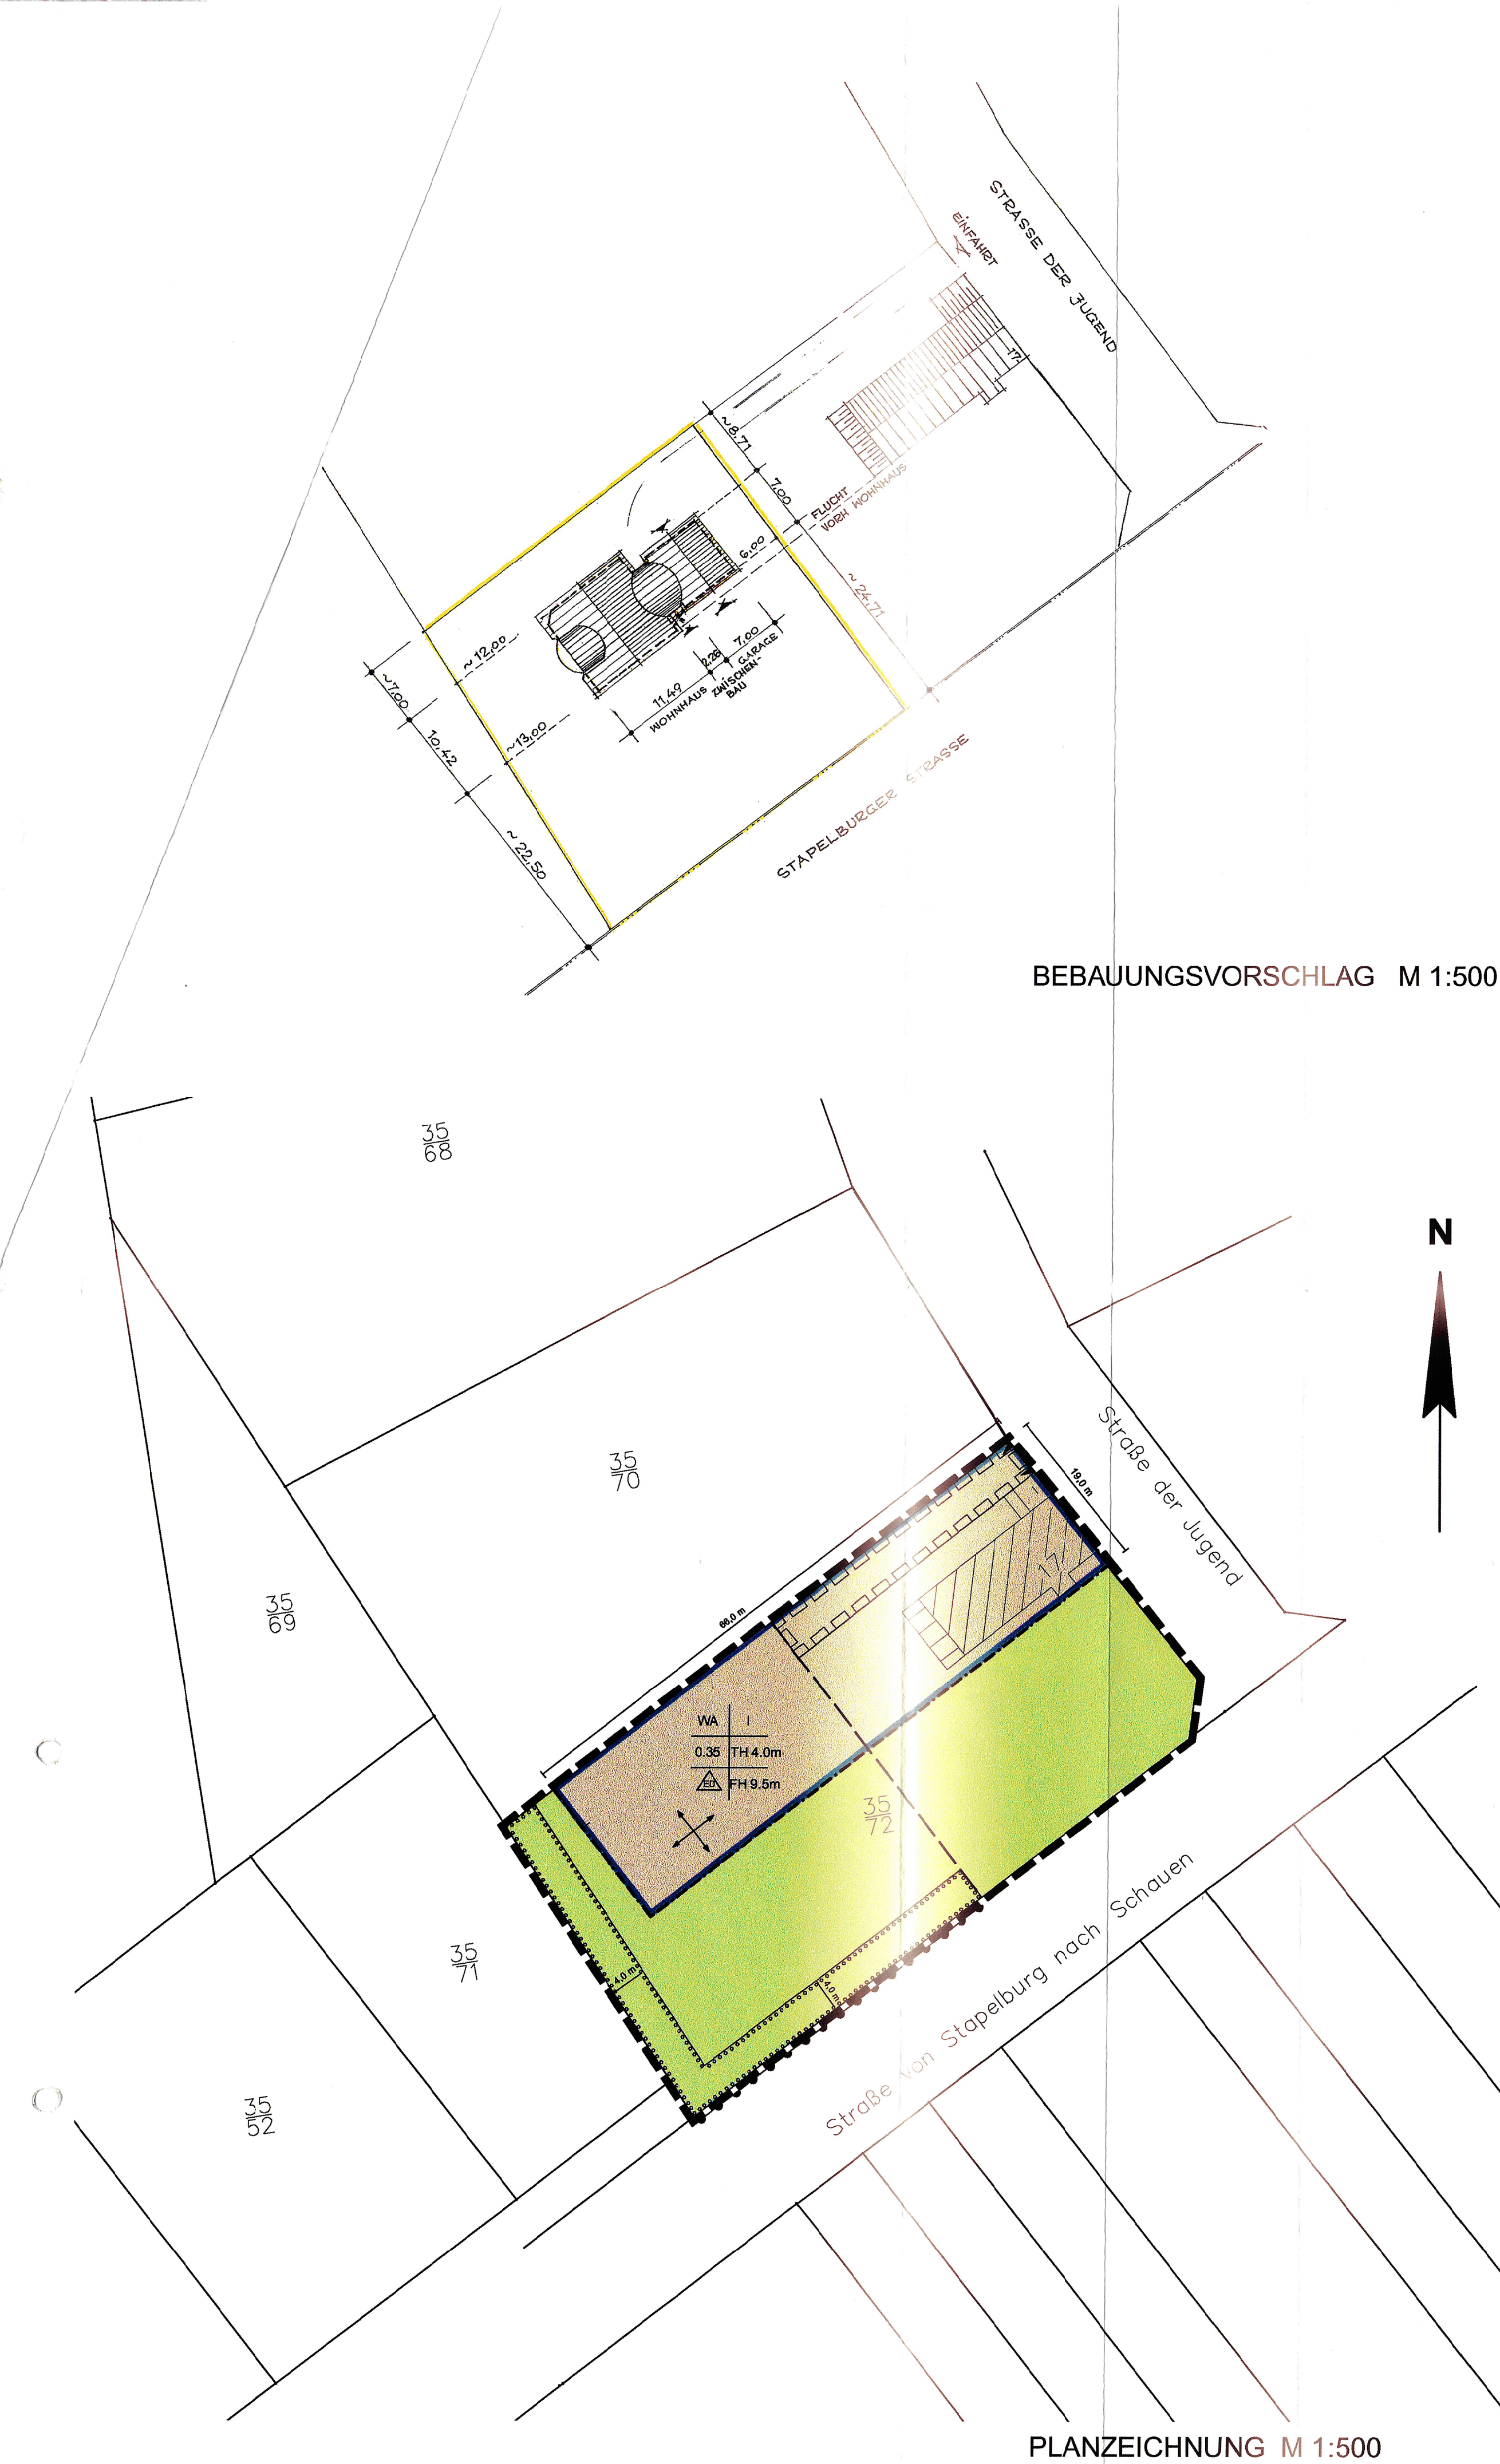 STRASSE DER JUGEND
EINFAHRT
17
~8.71
7,00
FLUCHT
VORH WOHNHAUS
6,00
~ 24,71
~ 12,00
~7,00
10,42
~13,00
~ 22,50
7,00
GARAGE
2.26
ZWISCHEN-
BAU
11,49
WOHNHAUS
STAPELBURGER STRASSE
BEBAUUNGSVORSCHLAG M 1:500
35
68
N
35
70
Straße der Jugend
19,0 m
66,0 m
17
35
69
WA I
0.35 TH 4.0m
ED FH 9.5m
35
72
35
71
4,0 m
4,0 m
Straße von Stapelburg nach Schauen
35
52
PLANZEICHNUNG M 1:500